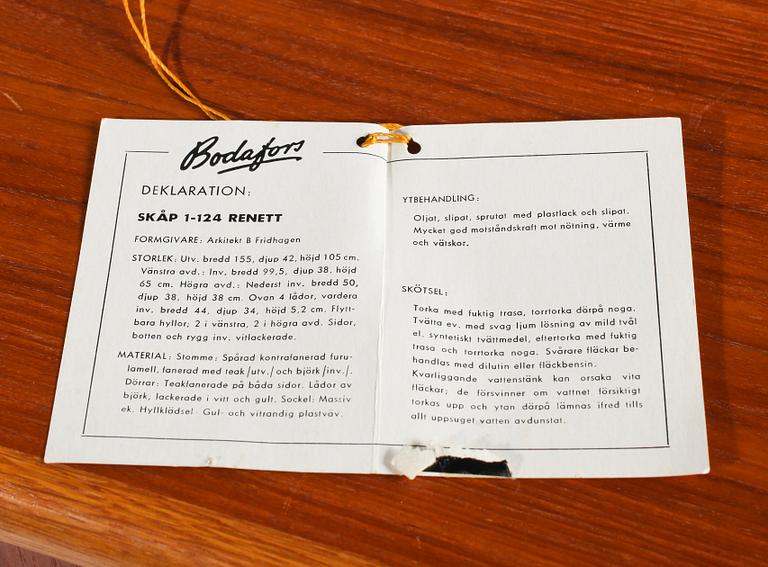 Bodafors
DEKLARATION:
SKÅP 1-124 RENETT
FORMGIVARE: Arkitekt B Fridhagen
STORLEK: Utv. bredd 155, djup 42, höjd 105 cm.
Vänstra avd.: Inv. bredd 99,5, djup 38, höjd
65 cm. Högra avd.: Nederst inv. bredd 50,
djup 38, höjd 38 cm. Ovan 4 lådor, vardera
inv. bredd 44, djup 34, höjd 5,2 cm. Flytt-
bara hyllor; 2 i vänstra, 2 i högra avd. Sidor,
botten och rygg inv. vitlackerade.
MATERIAL: Stomme: Spårad kontrafanerad furu-
lamell, fanerad med teak/utv./och björk/inv./.
Dörrar: Teakfanerade på båda sidor. Lådor av
björk, lackerade i vitt och gult. Sockel: Massiv
ek. Hyllklädsel Gul- och vitrandig plastväv.
YTBEHANDLING:
Oljat, slipat, sprutat med plastlack och slipat.
Mycket god motståndskraft mot nötning, värme
och vätskor.
SKÖTSEL:
Torka med fuktig trasa, torrtorka därpå noga.
Tvätta ev. med svag ljum lösning av mild tvål
el. syntetiskt tvättmedel, eftertorka med fuktig
trasa och torrtorka noga. Svårare fläckar be-
handlas med dilutin eller fläckbensin.
Kvarliggande vattenstänk kan orsaka vita
fläckar; de försvinner om vattnet försiktigt
torkas upp och ytan därpå lämnas ifred tills
allt uppsuget vatten avdunstat.